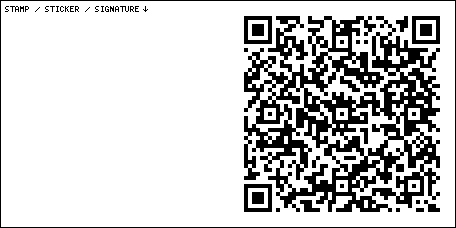 STAMP / STICKER / SIGNATURE ↓